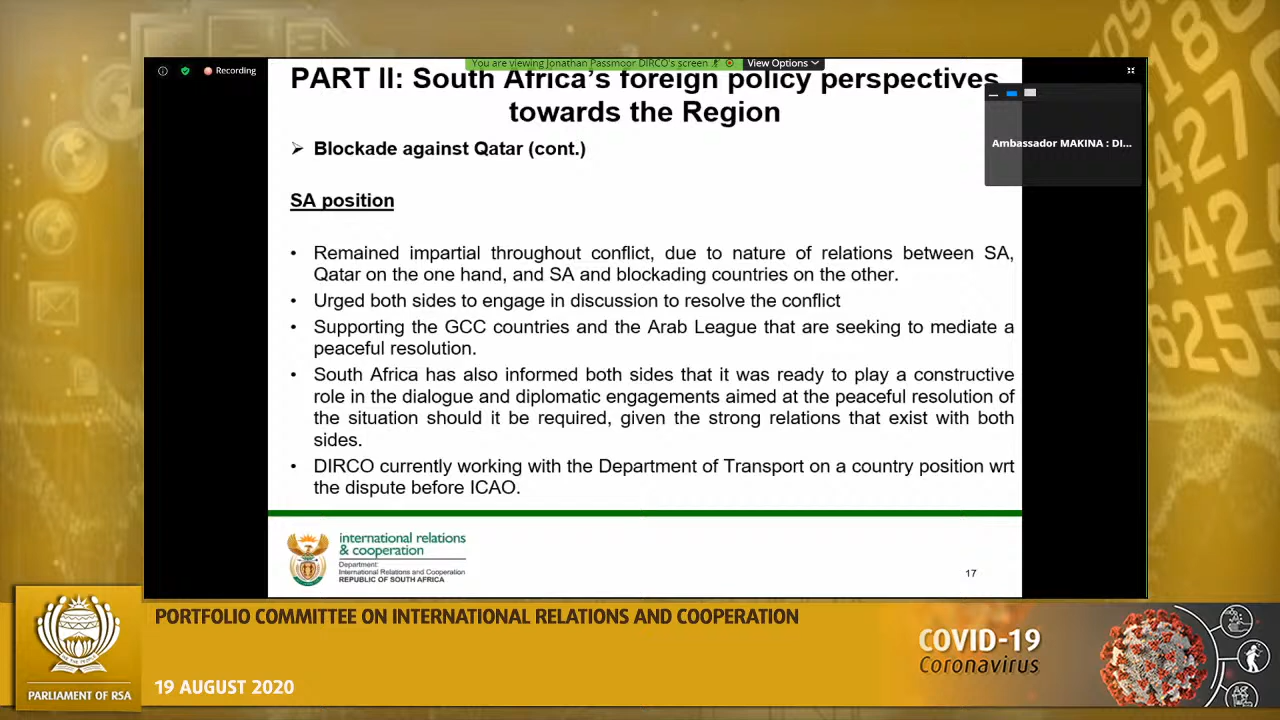 You are viewing Jonathan Passmoor DIRCO's screen
View Options
Recording
PART II: South Africa's foreign policy perspectives
towards the Region
Ambassador MAKINA : DI...
➢ Blockade against Qatar (cont.)
SA position
• Remained impartial throughout conflict, due to nature of relations between SA,
Qatar on the one hand, and SA and blockading countries on the other.
• Urged both sides to engage in discussion to resolve the conflict
• Supporting the GCC countries and the Arab League that are seeking to mediate a
peaceful resolution.
• South Africa has also informed both sides that it was ready to play a constructive
role in the dialogue and diplomatic engagements aimed at the peaceful resolution of
the situation should it be required, given the strong relations that exist with both
sides.
• DIRCO currently working with the Department of Transport on a country position wrt
the dispute before ICAO.
international relations
& cooperation
Department:
International Relations and Cooperation
REPUBLIC OF SOUTH AFRICA
17
PORTFOLIO COMMITTEE ON INTERNATIONAL RELATIONS AND COOPERATION
COVID-19
Coronavirus
PARLIAMENT OF RSA
19 AUGUST 2020